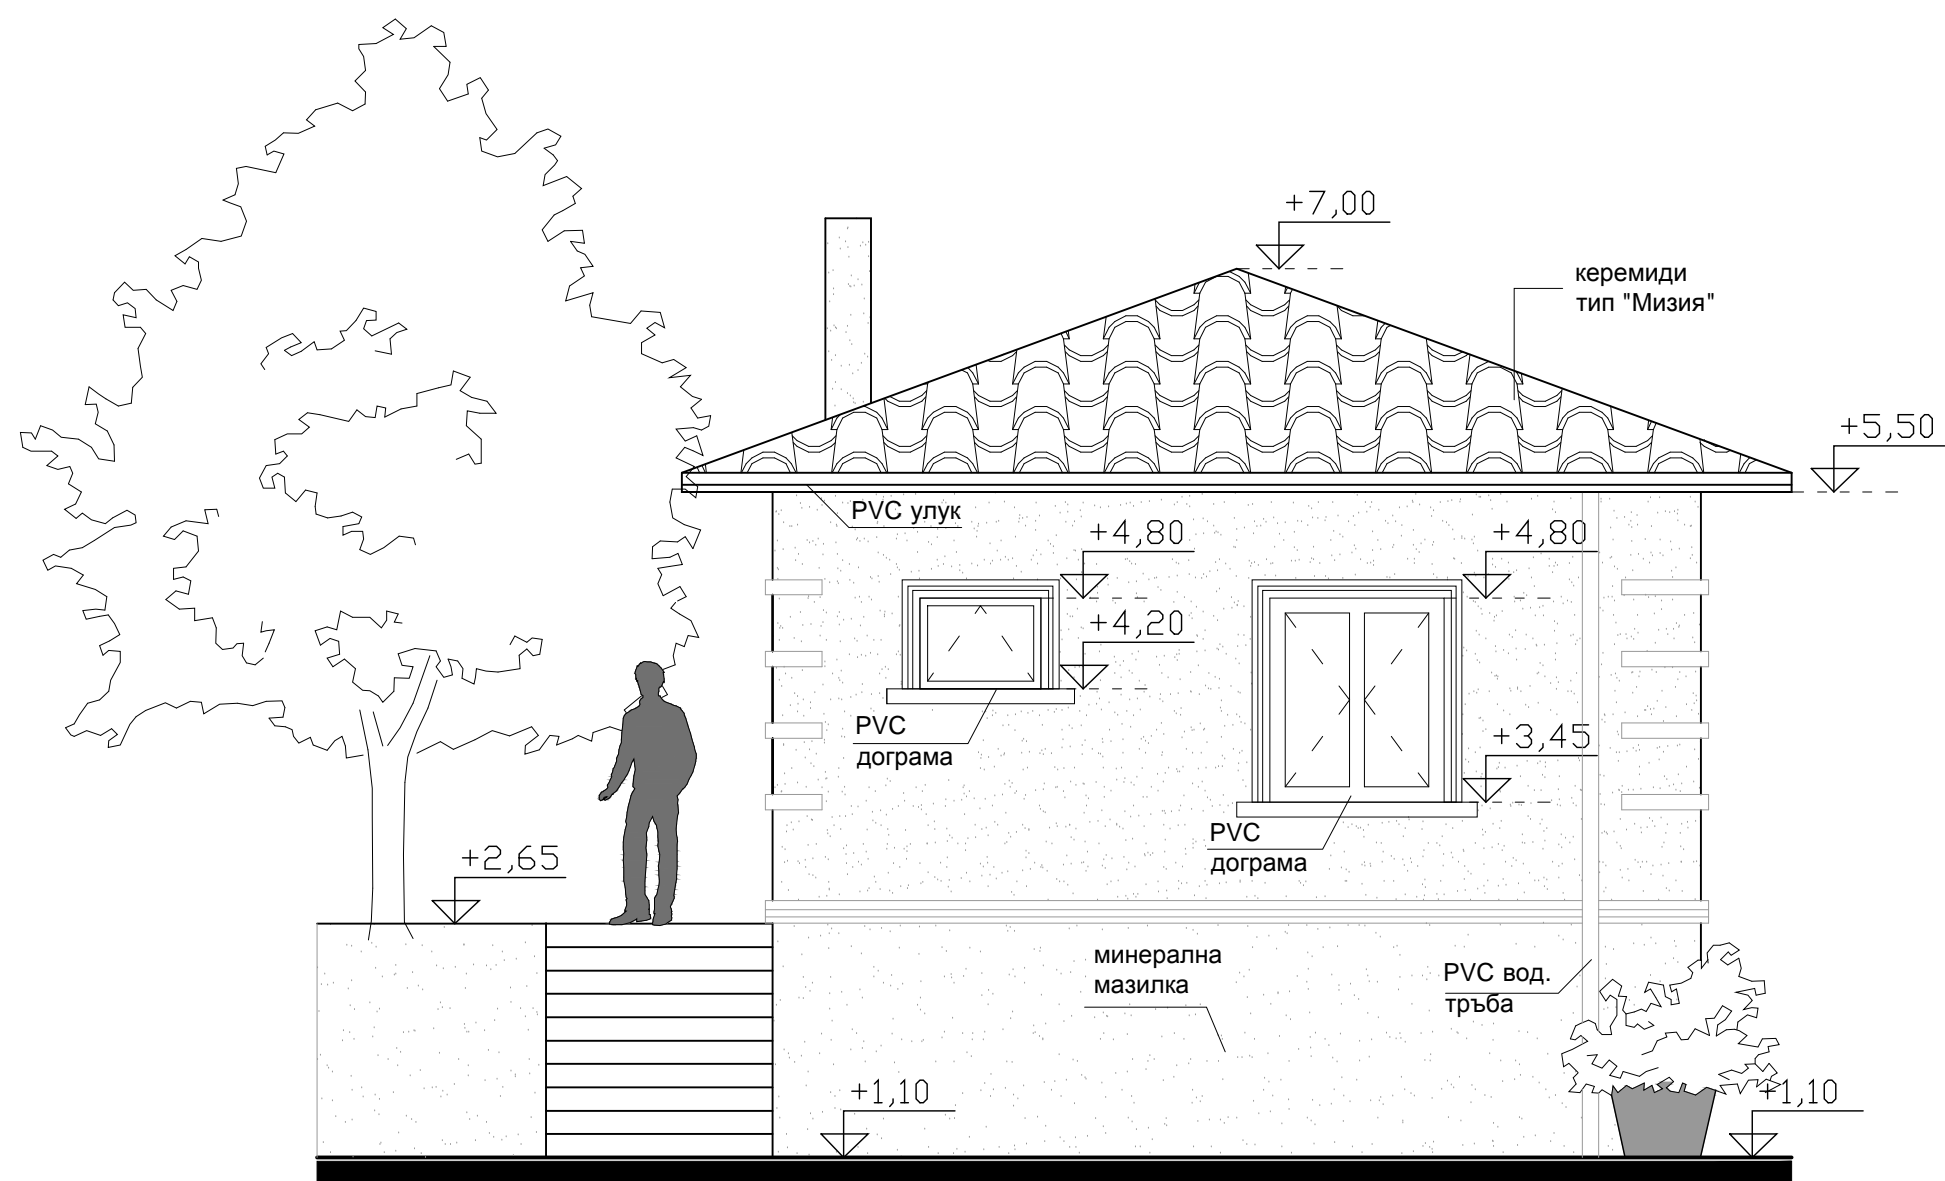 +7,00
керемиди
тип "Мизия"
+5,50
PVC улук
+4,80
+4,80
+4,20
PVC
дограма
+3,45
PVC
дограма
+2,65
минерална
мазилка
PVC вод.
тръба
+1,10
+1,10